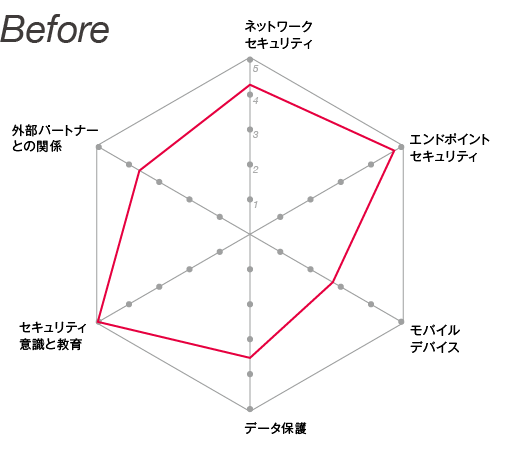 Before
ネットワーク
セキュリティ
5
4
3
2
1
外部パートナー
との関係
エンドポイント
セキュリティ
セキュリティ
意識と教育
モバイル
デバイス
データ保護